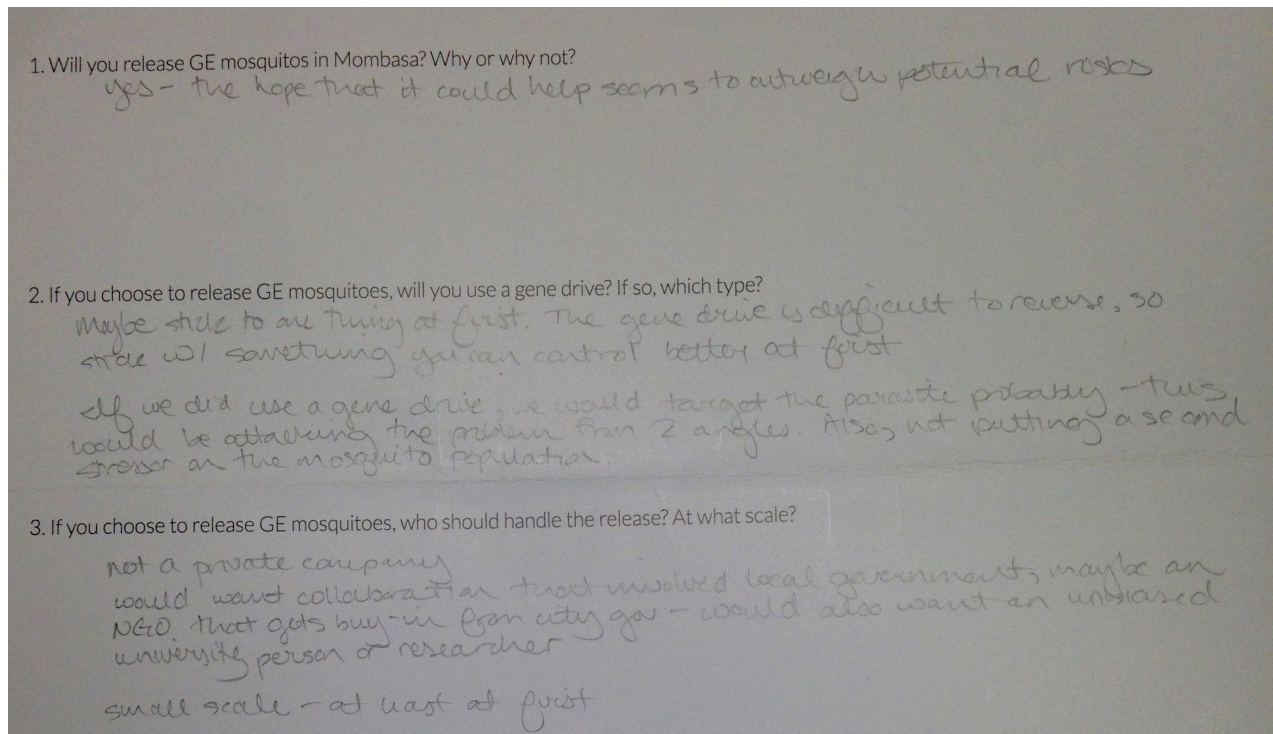 1. Will you release GE mosquitos in Mombasa? Why or why not?
yes - the hope that it could help seems to outweigh potential risks
2. If you choose to release GE mosquitoes, will you use a gene drive? If so, which type?
Maybe stick to one thing at first. The gene drive is difficult to reverse, so
stick w/ something you can control better at first
If we did use a gene drive, we would target the parasite probably - thus
would be attacking the problem from 2 angles. Also, not putting a second
stressor on the mosquito population.
3. If you choose to release GE mosquitoes, who should handle the release? At what scale?
not a private company
would want collaboration that involved local government, maybe an
NGO that gets buy-in from city gov - would also want an unbiased
university person or researcher
small scale - at least at first